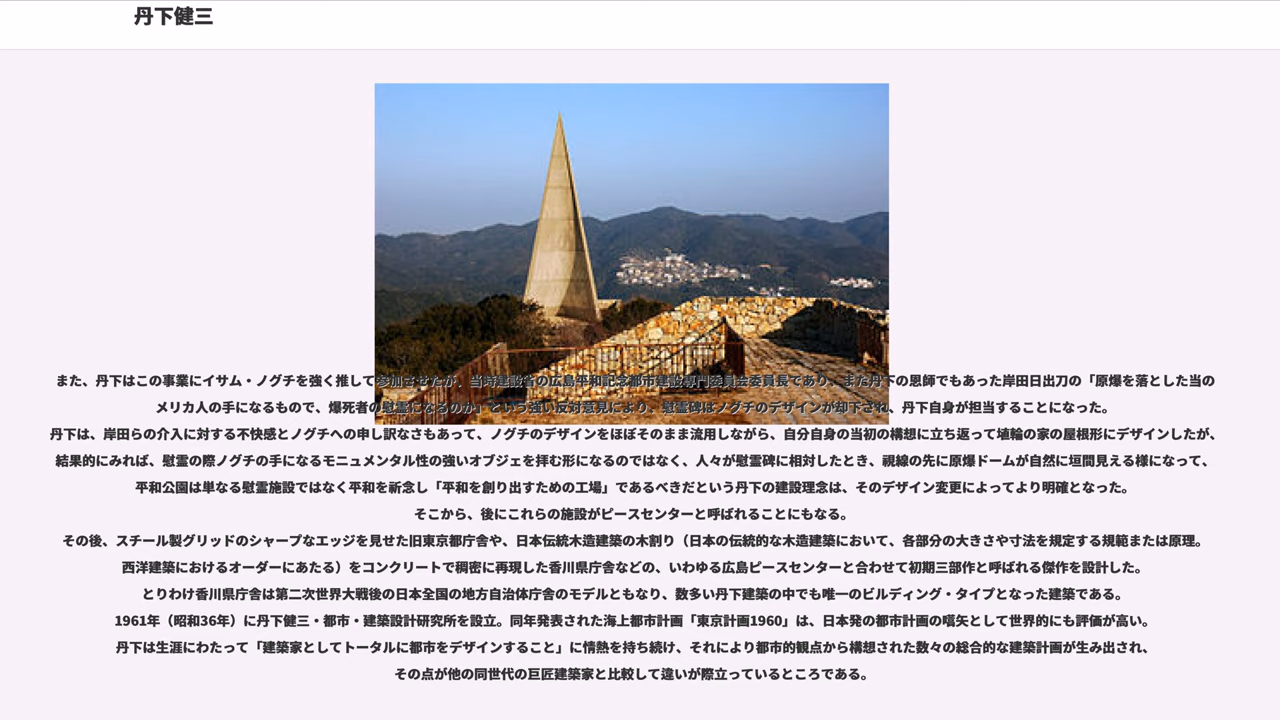 丹下健三
また、丹下はこの事業にイサム・ノグチを強く推して参加させたが、当時建設省の広島平和記念都市建設専門委員会委員長であり、また丹下の恩師でもあった岸田日出刀の「原爆を落とした当の
メリカ人の手になるもので、爆死者の慰霊になるのか」という強い反対意見により、慰霊碑はノグチのデザインが却下され、丹下自身が担当することになった。
丹下は、岸田らの介入に対する不快感とノグチへの申し訳なさもあって、ノグチのデザインをほぼそのまま流用しながら、自分自身の当初の構想に立ち返って埴輪の家の屋根形にデザインしたが、
結果的にみれば、慰霊の際ノグチの手になるモニュメンタル性の強いオブジェを拝む形になるのではなく、人々が慰霊碑に相対したとき、視線の先に原爆ドームが自然に垣間見える様になって、
平和公園は単なる慰霊施設ではなく平和を祈念し「平和を創り出すための工場」であるべきだという丹下の建設理念は、そのデザイン変更によってより明確となった。
そこから、後にこれらの施設がピースセンターと呼ばれることにもなる。
その後、スチール製グリッドのシャープなエッジを見せた旧東京都庁舎や、日本伝統木造建築の木割り（日本の伝統的な木造建築において、各部分の大きさや寸法を規定する規範または原理。
西洋建築におけるオーダーにあたる）をコンクリートで稠密に再現した香川県庁舎などの、いわゆる広島ピースセンターと合わせて初期三部作と呼ばれる傑作を設計した。
とりわけ香川県庁舎は第二次世界大戦後の日本全国の地方自治体庁舎のモデルともなり、数多い丹下建築の中でも唯一のビルディング・タイプとなった建築である。
1961年（昭和36年）に丹下健三・都市・建築設計研究所を設立。同年発表された海上都市計画「東京計画1960」は、日本発の都市計画の嚆矢として世界的にも評価が高い。
丹下は生涯にわたって「建築家としてトータルに都市をデザインすること」に情熱を持ち続け、それにより都市的観点から構想された数々の総合的な建築計画が生み出され、
その点が他の同世代の巨匠建築家と比較して違いが際立っているところである。